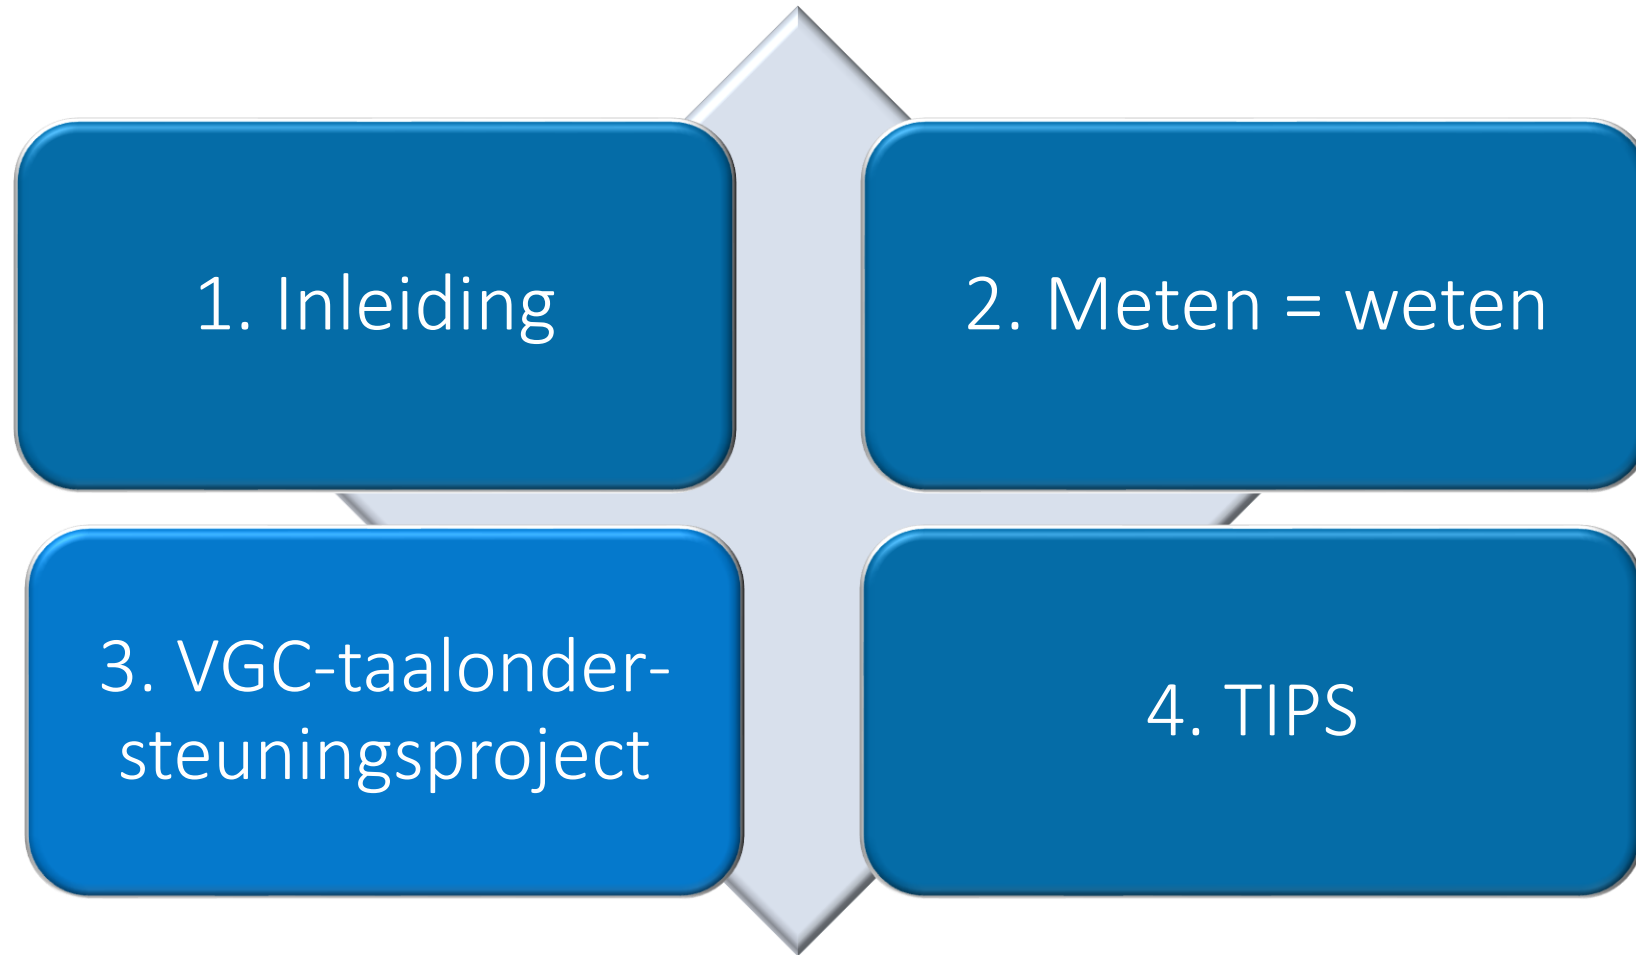 1. Inleiding
2. Meten = weten
3. VGC-taalonder-
steuningsproject
4. TIPS